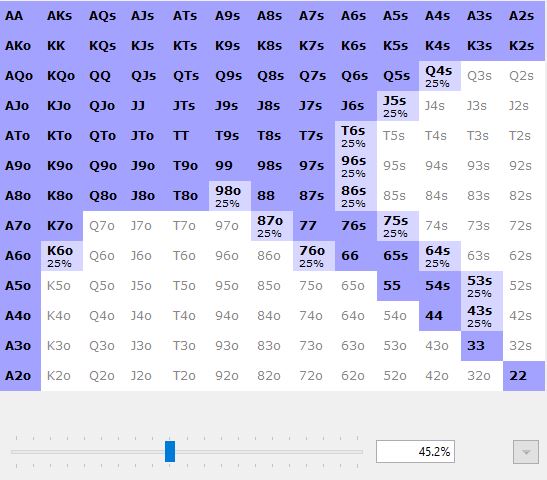 AA AKs AQs AJs ATs A9s A8s A7s A6s A5s A4s A3s A2s
AKo KK KQs KJs KTs K9s K8s K7s K6s K5s K4s K3s K2s
AQo KQo QQ QJs QTs Q9s Q8s Q7s Q6s Q5s Q4s Q3s Q2s
25%
AJo KJo QJo JJ JTs J9s J8s J7s J6s J5s J4s J3s J2s
25%
ATo KTo QTo JTo TT T9s T8s T7s T6s T5s T4s T3s T2s
25%
A9o K9o Q9o J9o T9o 99 98s 97s 96s 95s 94s 93s 92s
25%
A8o K8o Q8o J8o T8o 98o 88 87s 86s 85s 84s 83s 82s
25% 25%
A7o K7o Q7o J7o T7o 97o 87o 77 76s 75s 74s 73s 72s
25% 25%
A6o K6o Q6o J6o T6o 96o 86o 76o 66 65s 64s 63s 62s
25% 25% 25%
A5o K5o Q5o J5o T5o 95o 85o 75o 65o 55 54s 53s 52s
25%
A4o K4o Q4o J4o T4o 94o 84o 74o 64o 54o 44 43s 42s
25%
A3o K3o Q3o J3o T3o 93o 83o 73o 63o 53o 43o 33 32s
A2o K2o Q2o J2o T2o 92o 82o 72o 62o 52o 42o 32o 22
45.2%